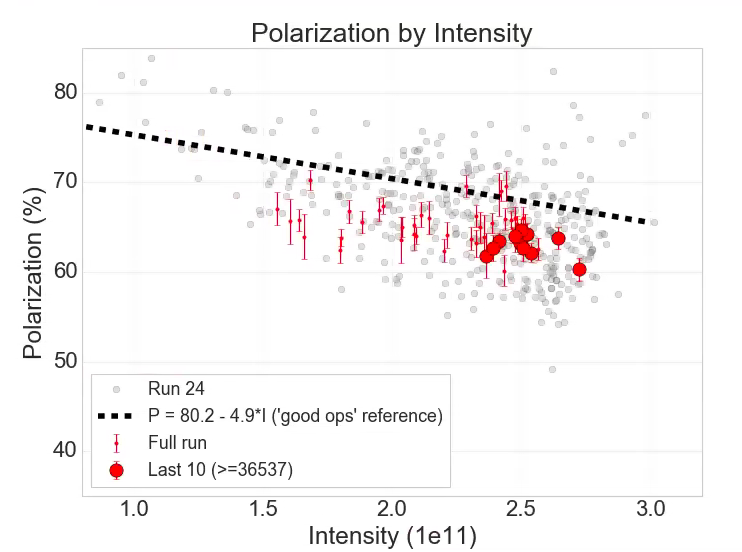 Polarization by Intensity
Polarization (%)
80
70
60
50
40
Run 24
P = 80.2 - 4.9*I ('good ops' reference)
Full run
Last 10 (>=36537)
1.0 1.5 2.0 2.5 3.0
Intensity (1e11)